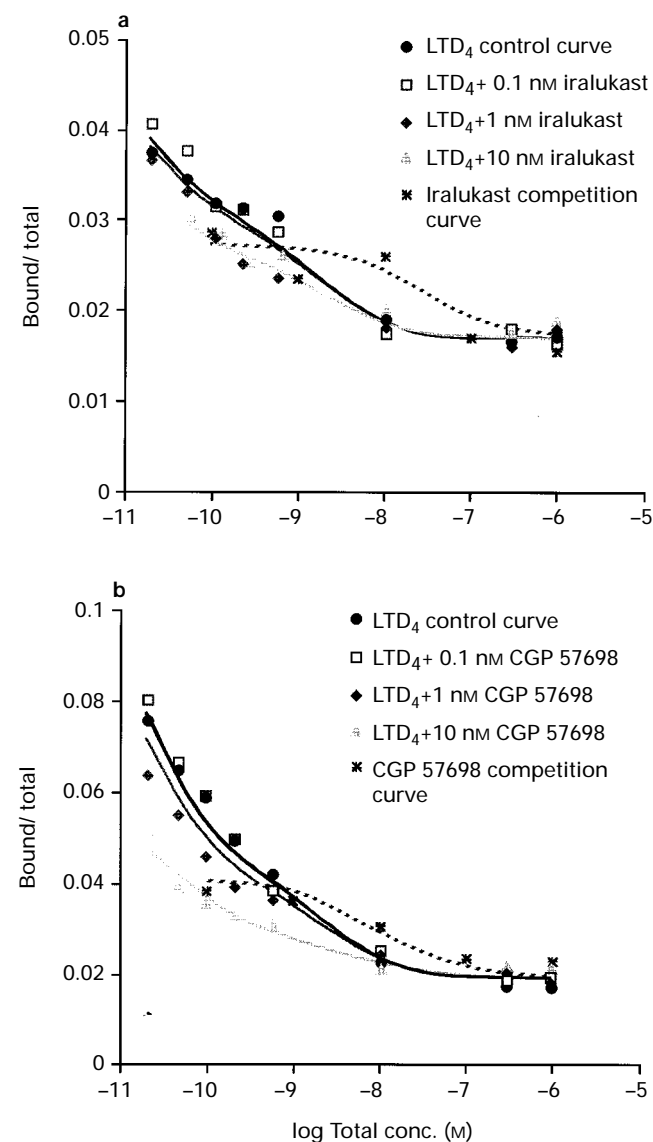 a
0.05
0.04
0.03
0.02
0.01
0
Bound/ total
LTD₄ control curve
LTD₄+ 0.1 nM iralukast
LTD₄+1 nM iralukast
LTD₄+10 nM iralukast
Iralukast competition
curve
–11 –10 –9 –8 –7 –6 –5
b
0.1
0.08
0.06
0.04
0.02
0
Bound/ total
LTD₄ control curve
LTD₄+ 0.1 nM CGP 57698
LTD₄+1 nM CGP 57698
LTD₄+10 nM CGP 57698
CGP 57698 competition
curve
–11 –10 –9 –8 –7 –6 –5
log Total conc. (M)